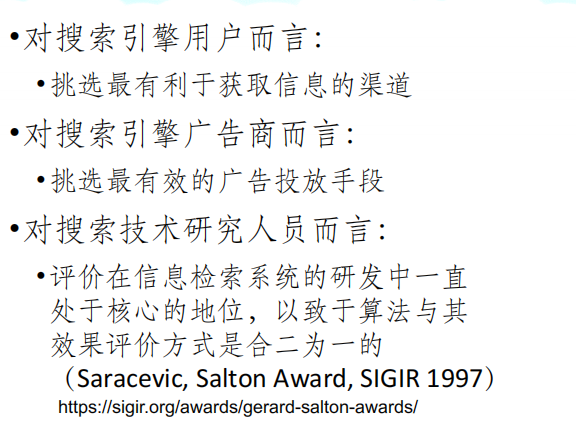 •对搜索引擎用户而言：
•挑选最有利于获取信息的渠道
•对搜索引擎广告商而言：
•挑选最有效的广告投放手段
•对搜索技术研究人员而言：
•评价在信息检索系统的研发中一直
处于核心的地位，以致于算法与其
效果评价方式是合二为一的
（Saracevic, Salton Award, SIGIR 1997）
https://sigir.org/awards/gerard-salton-awards/